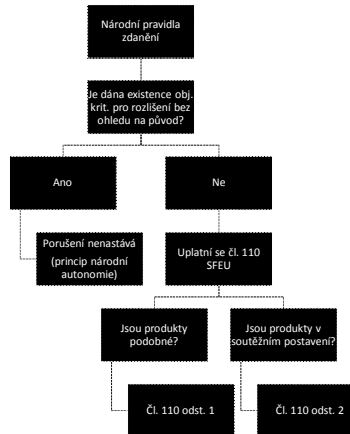 Národní pravidla
zdanění
Je dána existence obj.
krit. pro rozlišení bez
ohledu na původ?
Ano
Ne
Porušení nenastává
(princip národní
autonomie)
Uplatní se čl. 110
SFEU
Jsou produkty
podobné?
Jsou produkty v
soutěžním postavení?
Čl. 110 odst. 1
Čl. 110 odst. 2